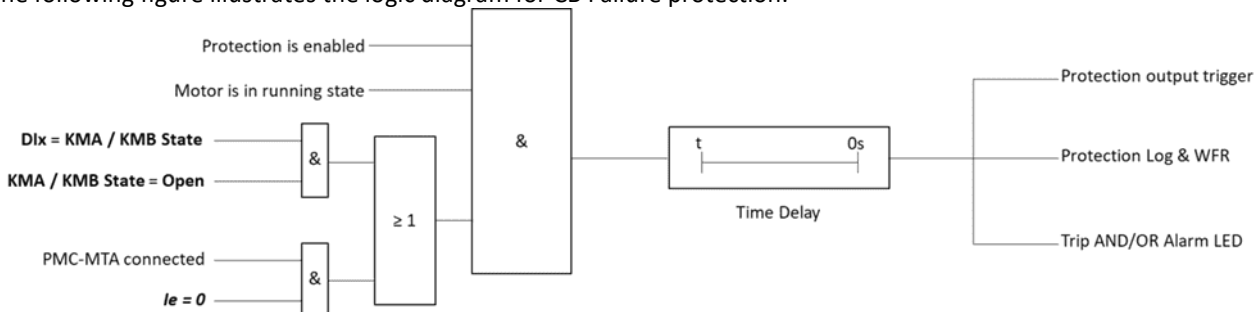 The following figure illustrates the logic diagram for CB Failure protection.
Protection is enabled
Motor is in running state
DIx = KMA / KMB State
KMA / KMB State = Open
PMC-MTA connected
Ie = 0
&
&
≥ 1
&
t 0s
Time Delay
Protection output trigger
Protection Log & WFR
Trip AND/OR Alarm LED